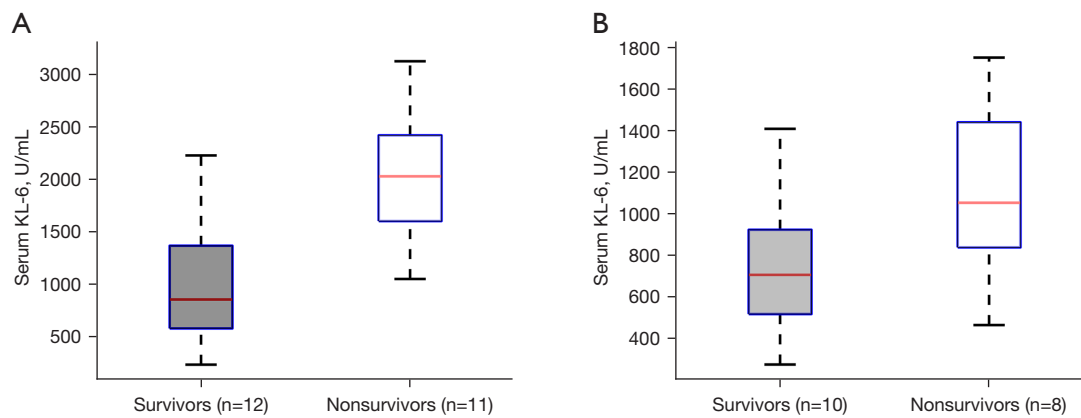 A
Serum KL-6, U/mL
3000
2500
2000
1500
1000
500
Survivors (n=12)
Nonsurvivors (n=11)
B
Serum KL-6, U/mL
1800
1600
1400
1200
1000
800
600
400
Survivors (n=10)
Nonsurvivors (n=8)